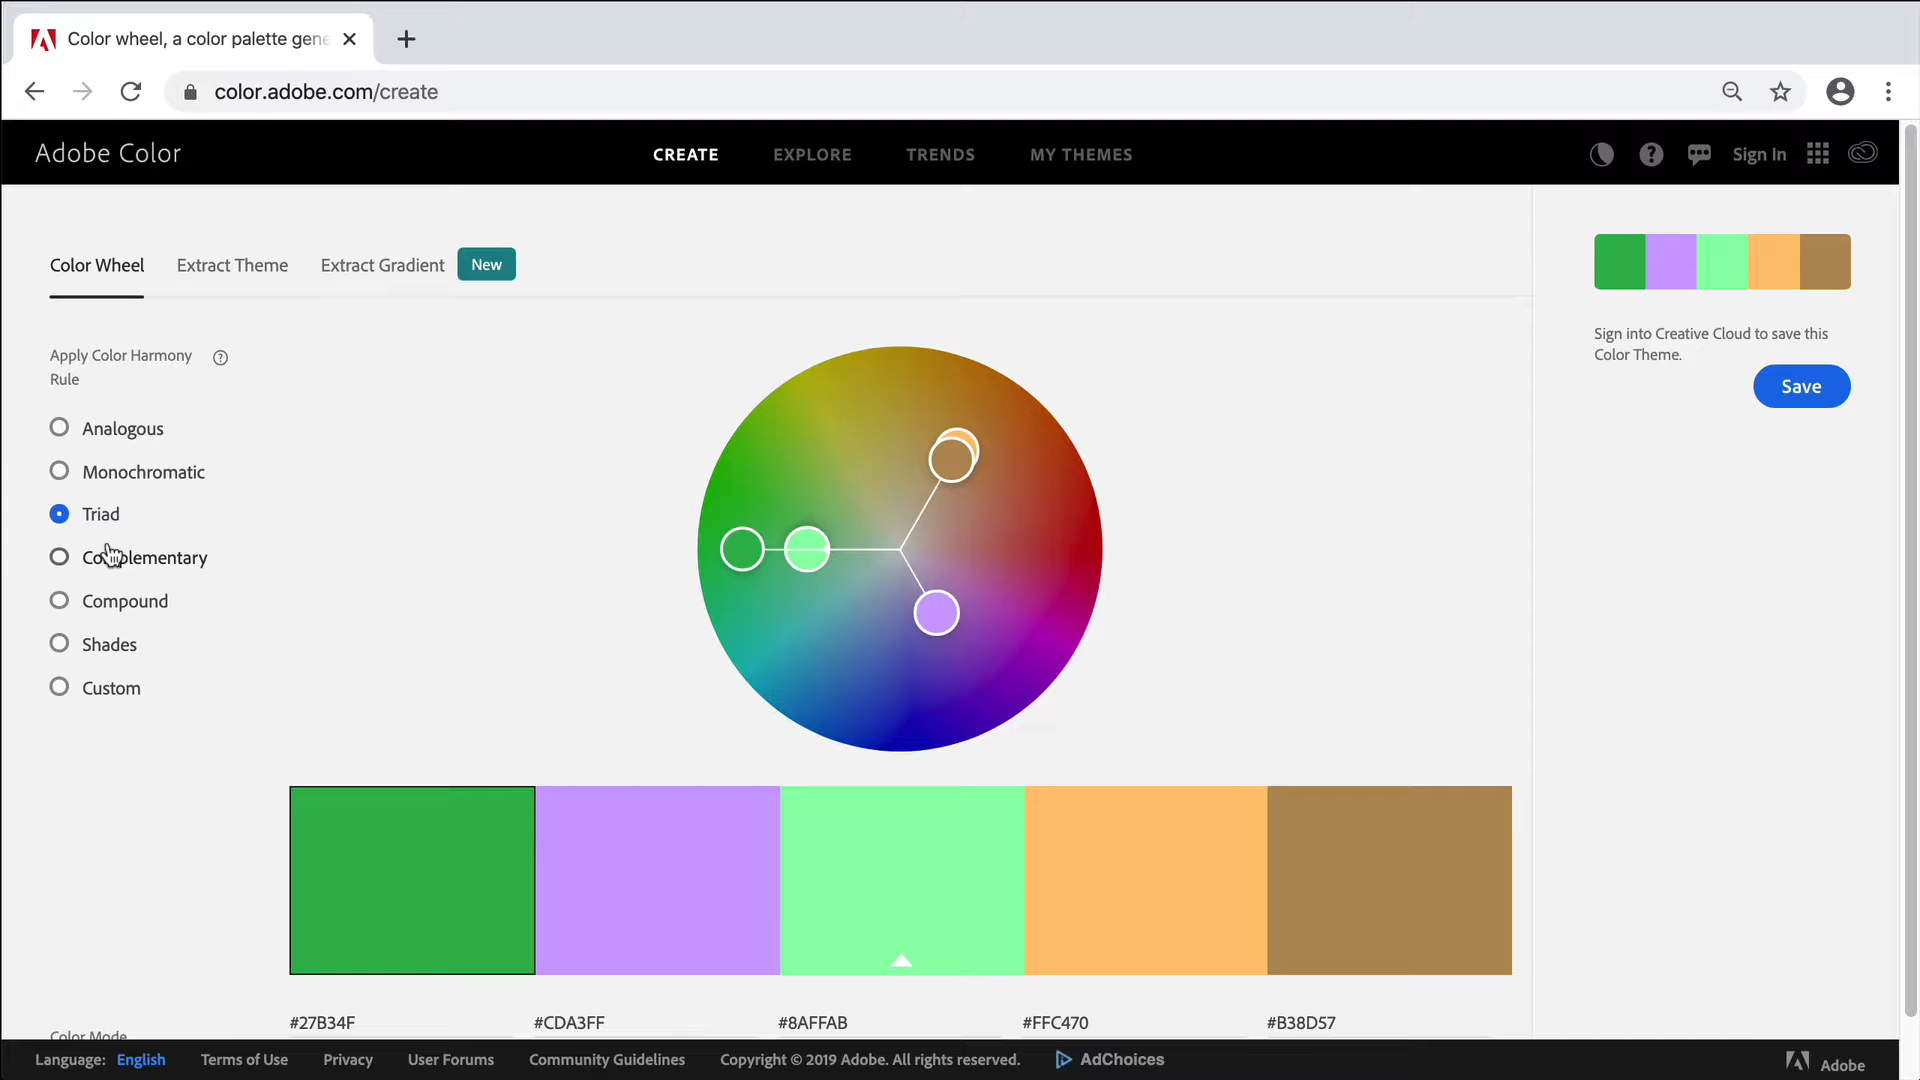 Color wheel, a color palette gene
color.adobe.com/create
Adobe Color
CREATE
EXPLORE
TRENDS
MY THEMES
Sign In
Color Wheel
Extract Theme
Extract Gradient
New
Apply Color Harmony
Rule
Analogous
Monochromatic
Triad
Complementary
Compound
Shades
Custom
Sign into Creative Cloud to save this
Color Theme.
Save
#27B34F
#CDA3FF
#8AFFAB
#FFC470
#B38D57
Color Mode
Language: English
Terms of Use
Privacy
User Forums
Community Guidelines
Copyright © 2019 Adobe. All rights reserved.
AdChoices
Adobe